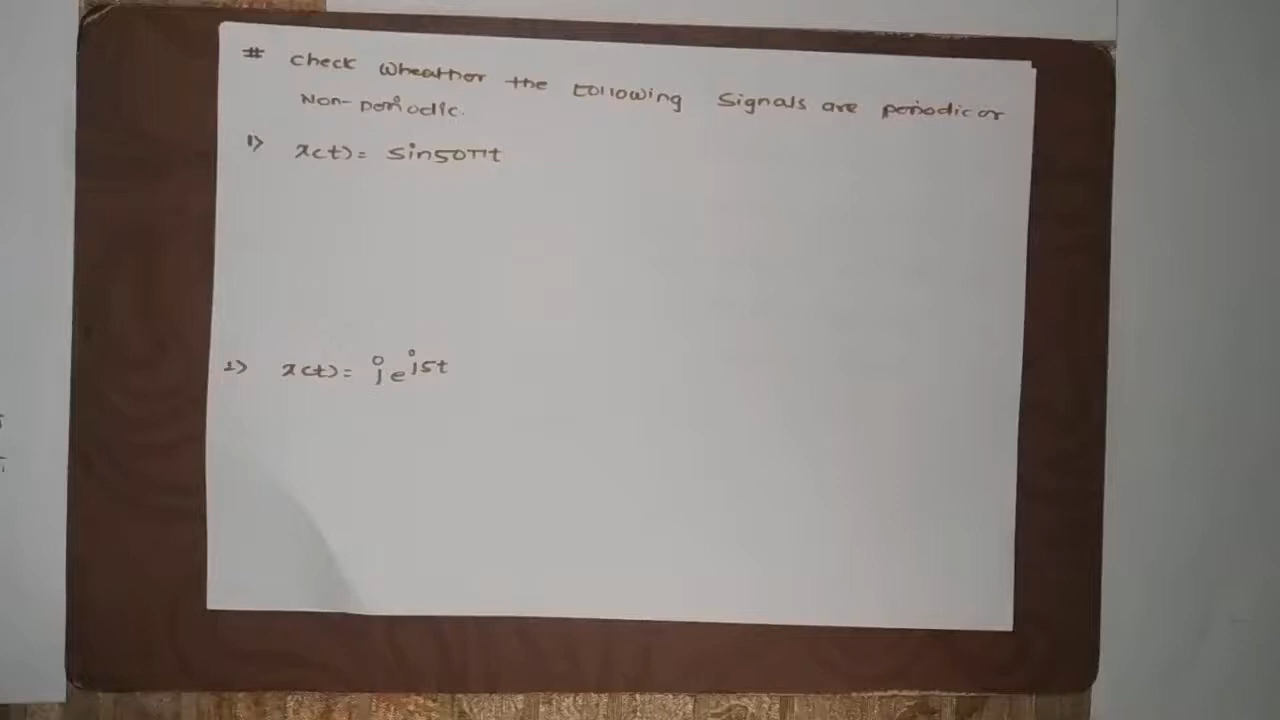 # check wheather the following signals are periodic or
Non-periodic.
1) x(t) = sin50πt
2) x(t) = je^j5t